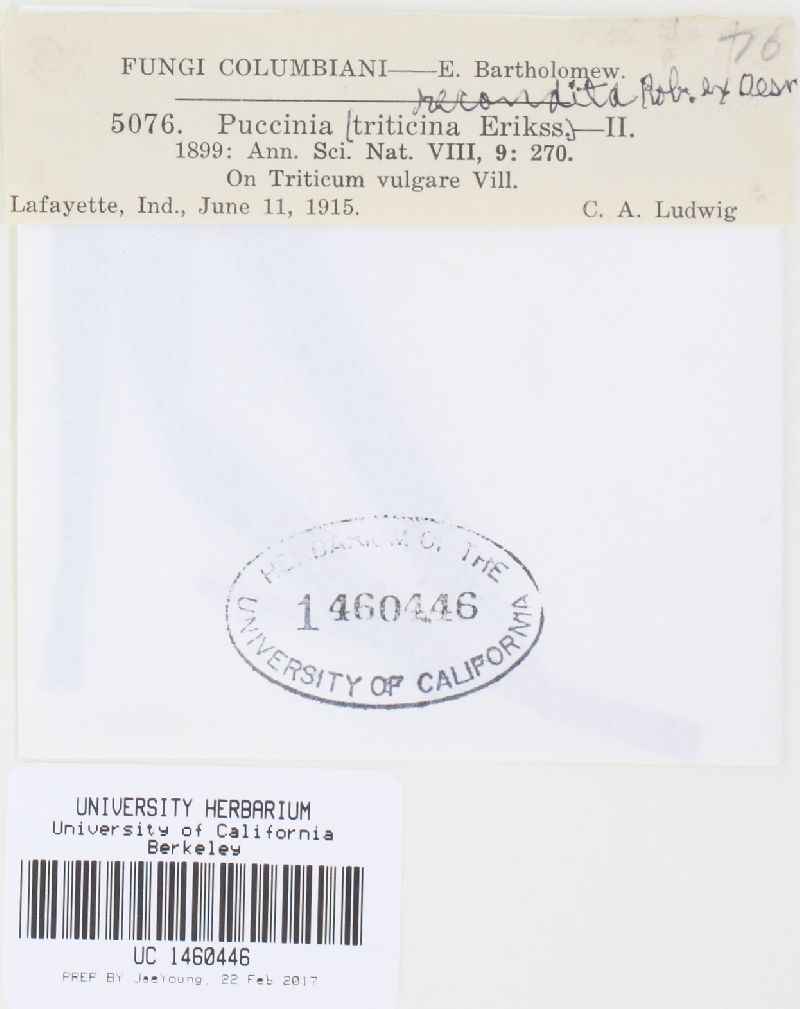 +76
FUNGI COLUMBIANI——E. Bartholomew.
recondita Rob. ex Desm
5076. Puccinia [triticina Erikss.]—II.
1899: Ann. Sci. Nat. VIII, 9: 270.
On Triticum vulgare Vill.
Lafayette, Ind., June 11, 1915. C. A. Ludwig
HERBARIUM OF THE
1460446
UNIVERSITY OF CALIFORNIA
UNIVERSITY HERBARIUM
University of California
Berkeley
UC 1460446
PREP BY JaeYoung, 22 Feb 2017